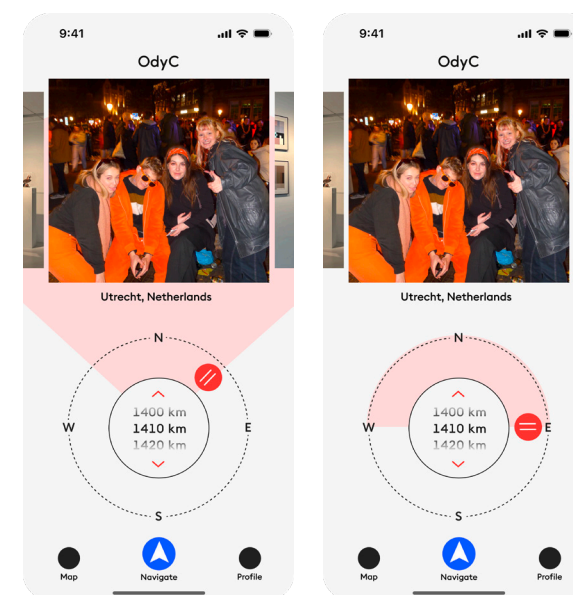 9:41
OdyC
Utrecht, Netherlands
N
1400 km
W
1410 km
E
1420 km
S
Map
Navigate
Profile
9:41
OdyC
Utrecht, Netherlands
N
1400 km
W
1410 km
E
1420 km
S
Map
Navigate
Profile